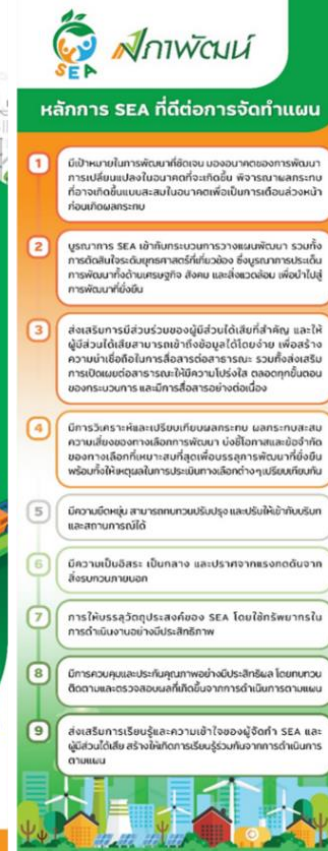 SEA
สภาพัฒน์
หลักการ SEA ที่ดีต่อการจัดทำแผน
1
มีเป้าหมายในการพัฒนาที่ชัดเจน มองอนาคตของการพัฒนา
การเปลี่ยนแปลงในอนาคตที่จะเกิดขึ้น พิจารณาผลกระทบ
ที่อาจเกิดขึ้นแบบสะสมในอนาคตเพื่อเป็นการเตือนล่วงหน้า
ก่อนเกิดผลกระทบ
2
บูรณาการ SEA เข้ากับกระบวนการวางแผนพัฒนา รวมทั้ง
การตัดสินใจระดับยุทธศาสตร์ที่เกี่ยวข้อง ซึ่งบูรณาการประเด็น
การพัฒนาทั้งด้านเศรษฐกิจ สังคม และสิ่งแวดล้อม เพื่อนำไปสู่
การพัฒนาที่ยั่งยืน
3
ส่งเสริมการมีส่วนร่วมของผู้มีส่วนได้เสียที่สำคัญ และให้
ผู้มีส่วนได้เสียสามารถเข้าถึงข้อมูลได้โดยง่าย เพื่อสร้าง
ความน่าเชื่อถือในการสื่อสารต่อสาธารณะ รวมทั้งส่งเสริม
การเปิดเผยต่อสาธารณะให้มีความโปร่งใส ตลอดทุกขั้นตอน
ของกระบวนการ และมีการสื่อสารอย่างต่อเนื่อง
4
มีการวิเคราะห์และเปรียบเทียบผลกระทบ ผลกระทบสะสม
ความเสี่ยงของทางเลือกการพัฒนา บ่งชี้โอกาสและข้อจำกัด
ของทางเลือกที่เหมาะสมที่สุดเพื่อบรรลุการพัฒนาที่ยั่งยืน
พร้อมทั้งให้เหตุผลในการประเมินทางเลือกต่างๆเปรียบเทียบกัน
5
มีความยืดหยุ่น สามารถทบทวนปรับปรุง และปรับให้เข้ากับบริบท
และสถานการณ์ได้
6
มีความเป็นอิสระ เป็นกลาง และปราศจากแรงกดดันจาก
สิ่งรบกวนภายนอก
7
การให้บรรลุวัตถุประสงค์ของ SEA โดยใช้ทรัพยากรใน
การดำเนินงานอย่างมีประสิทธิภาพ
8
มีการควบคุมและประกันคุณภาพอย่างมีประสิทธิผล โดยทบทวน
ติดตามและตรวจสอบผลที่เกิดขึ้นจากการดำเนินการตามแผน
9
ส่งเสริมการเรียนรู้และความเข้าใจของผู้จัดทำ SEA และ
ผู้มีส่วนได้เสีย สร้างให้เกิดการเรียนรู้ร่วมกันจากการดำเนินการ
ตามแผน